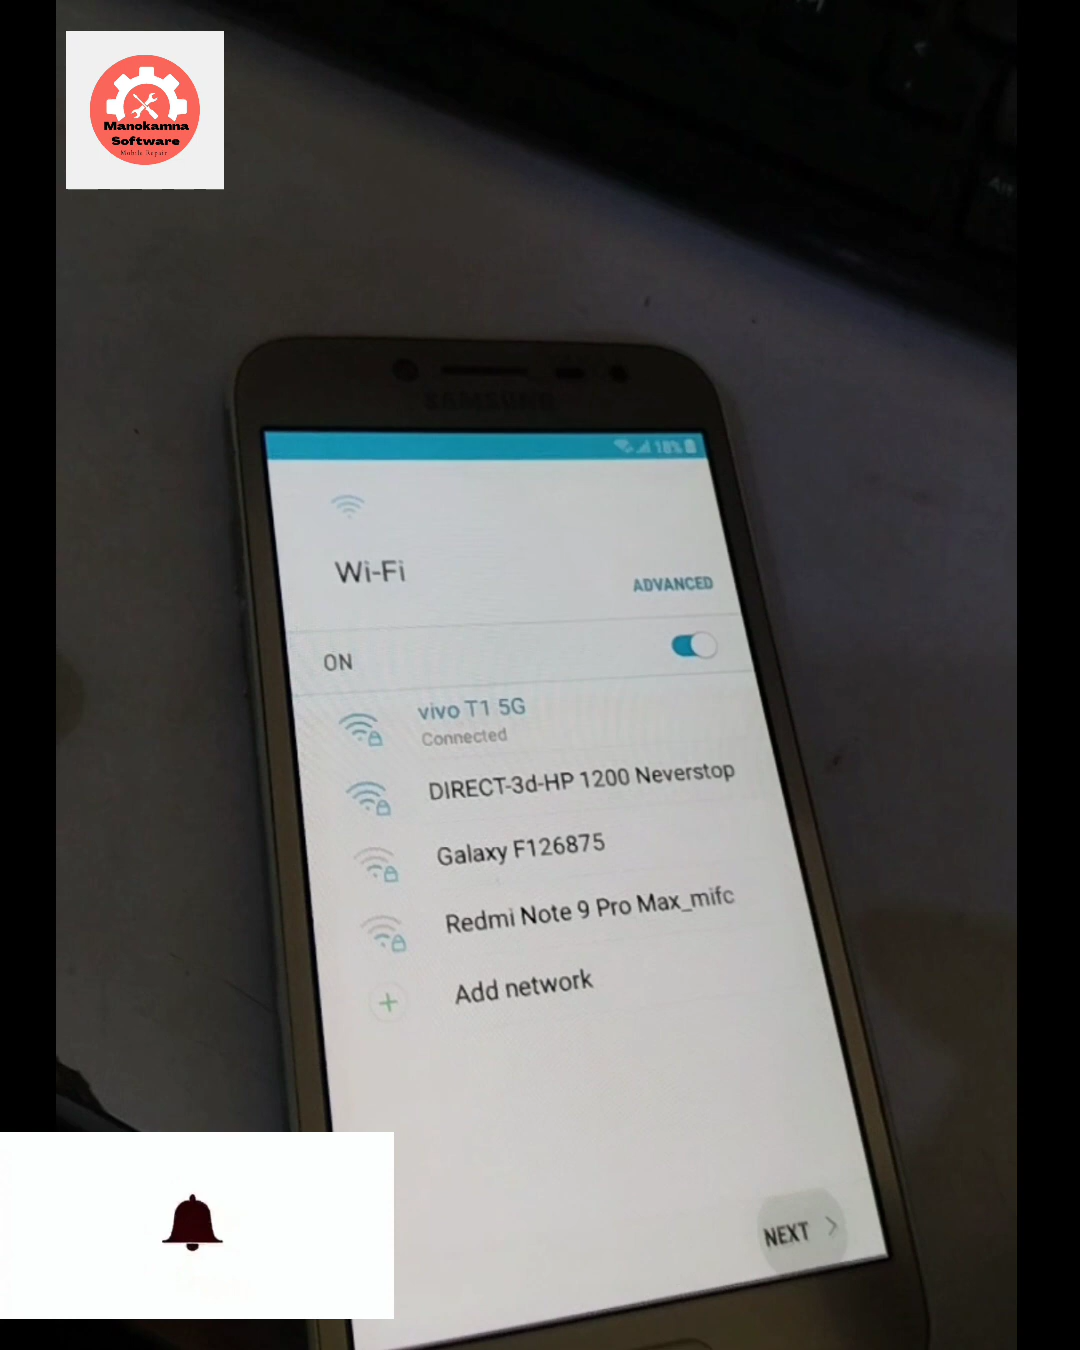 Manokamna
Software
Mobile Repair
SAMSUNG
18%
Wi-Fi
ADVANCED
ON
vivo T1 5G
Connected
DIRECT-3d-HP 1200 Neverstop
Galaxy F126875
Redmi Note 9 Pro Max_mifc
Add network
NEXT